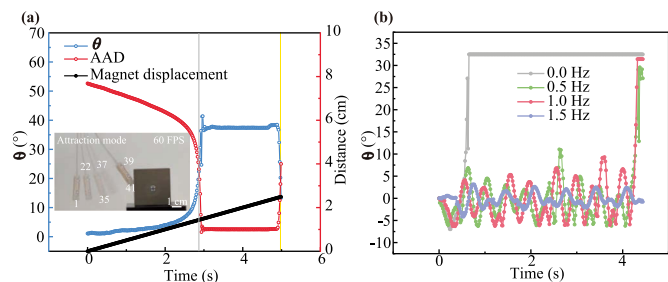 (a)
70
60
50
40
30
20
10
0
θ (°)
θ
AAD
Magnet displacement
Attraction mode
60 FPS
22
37
39
1
35
41
1 cm
10
8
6
4
2
0
Distance (cm)
0
2
4
6
Time (s)
(b)
35
30
25
20
15
10
5
0
-5
-10
θ (°)
0.0 Hz
0.5 Hz
1.0 Hz
1.5 Hz
0
2
4
Time (s)